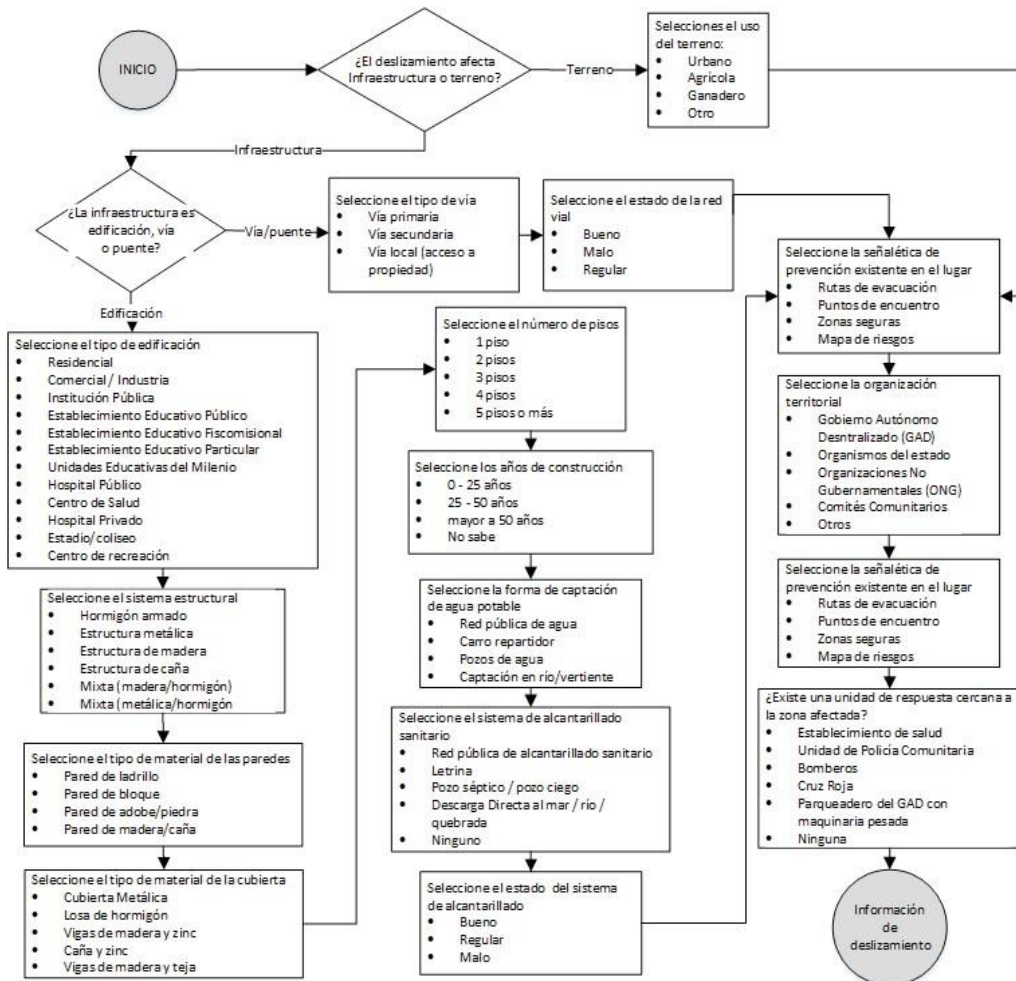 INICIO
¿El deslizamiento afecta
Infraestructura o terreno?
Terreno
Selecciones el uso
del terreno:
• Urbano
• Agrícola
• Ganadero
• Otro
Infraestructura
¿La infraestructura es
edificación, vía
o puente?
Vía/puente
Seleccione el tipo de vía
• Vía primaria
• Vía secundaria
• Vía local (acceso a
propiedad)
Seleccione el estado de la red
vial
• Bueno
• Malo
• Regular
Edificación
Seleccione el tipo de edificación
• Residencial
• Comercial / Industria
• Institución Pública
• Establecimiento Educativo Público
• Establecimiento Educativo Fiscomisional
• Establecimiento Educativo Particular
• Unidades Educativas del Milenio
• Hospital Público
• Centro de Salud
• Hospital Privado
• Estadio/coliseo
• Centro de recreación
Seleccione el sistema estructural
• Hormigón armado
• Estructura metálica
• Estructura de madera
• Estructura de caña
• Mixta (madera/hormigón)
• Mixta (metálica/hormigón
Seleccione el tipo de material de las paredes
• Pared de ladrillo
• Pared de bloque
• Pared de adobe/piedra
• Pared de madera/caña
Seleccione el tipo de material de la cubierta
• Cubierta Metálica
• Losa de hormigón
• Vigas de madera y zinc
• Caña y zinc
• Vigas de madera y teja
Seleccione el número de pisos
• 1 piso
• 2 pisos
• 3 pisos
• 4 pisos
• 5 pisos o más
Seleccione los años de construcción
• 0 - 25 años
• 25 - 50 años
• mayor a 50 años
• No sabe
Seleccione la forma de captación
de agua potable
• Red pública de agua
• Carro repartidor
• Pozos de agua
• Captación en río/vertiente
Seleccione el sistema de alcantarillado
sanitario
• Red pública de alcantarillado sanitario
• Letrina
• Pozo séptico / pozo ciego
• Descarga Directa al mar / río /
quebrada
• Ninguno
Seleccione el estado del sistema
de alcantarillado
• Bueno
• Regular
• Malo
Seleccione la señalética de
prevención existente en el lugar
• Rutas de evacuación
• Puntos de encuentro
• Zonas seguras
• Mapa de riesgos
Seleccione la organización
territorial
• Gobierno Autónomo
Desntralizado (GAD)
• Organismos del estado
• Organizaciones No
Gubernamentales (ONG)
• Comités Comunitarios
• Otros
Seleccione la señalética de
prevención existente en el lugar
• Rutas de evacuación
• Puntos de encuentro
• Zonas seguras
• Mapa de riesgos
¿Existe una unidad de respuesta cercana a
la zona afectada?
• Establecimiento de salud
• Unidad de Policía Comunitaria
• Bomberos
• Cruz Roja
• Parqueadero del GAD con
maquinaria pesada
• Ninguna
Información
de
deslizamiento